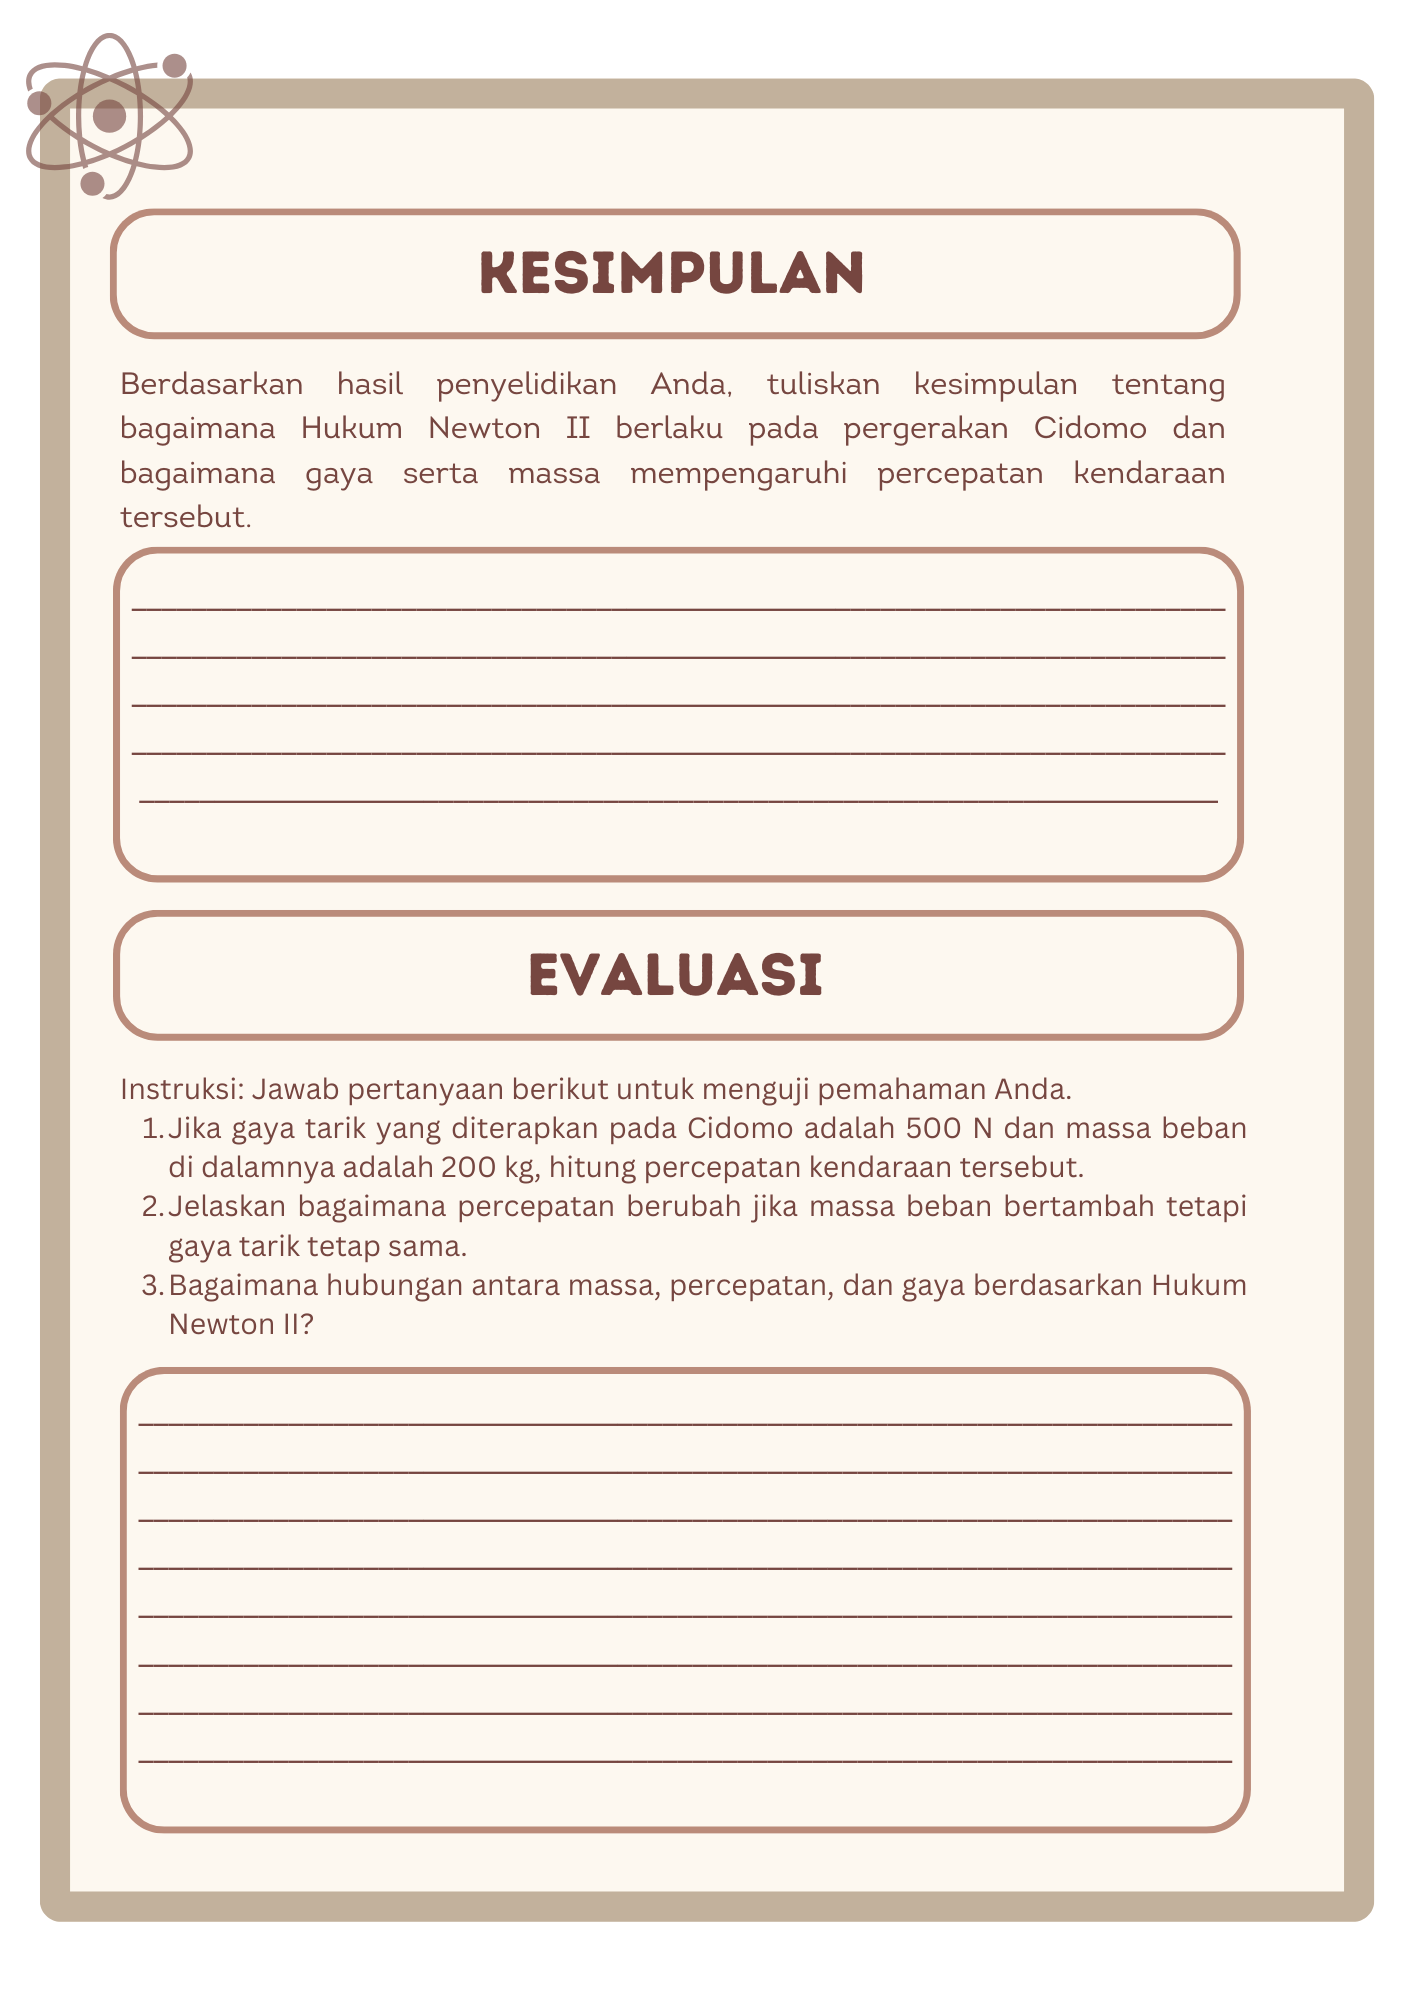 KESIMPULAN
Berdasarkan hasil penyelidikan Anda, tuliskan kesimpulan tentang
bagaimana Hukum Newton II berlaku pada pergerakan Cidomo dan
bagaimana gaya serta massa mempengaruhi percepatan kendaraan
tersebut.
EVALUASI
Instruksi: Jawab pertanyaan berikut untuk menguji pemahaman Anda.
1. Jika gaya tarik yang diterapkan pada Cidomo adalah 500 N dan massa beban
di dalamnya adalah 200 kg, hitung percepatan kendaraan tersebut.
2. Jelaskan bagaimana percepatan berubah jika massa beban bertambah tetapi
gaya tarik tetap sama.
3. Bagaimana hubungan antara massa, percepatan, dan gaya berdasarkan Hukum
Newton II?